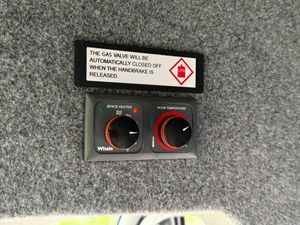 THE GAS VALVE WILL BE
AUTOMATICALLY CLOSED OFF
WHEN THE HANDBRAKE IS
RELEASED.
SPACE HEATER
ROOM TEMPERATURE
Whale